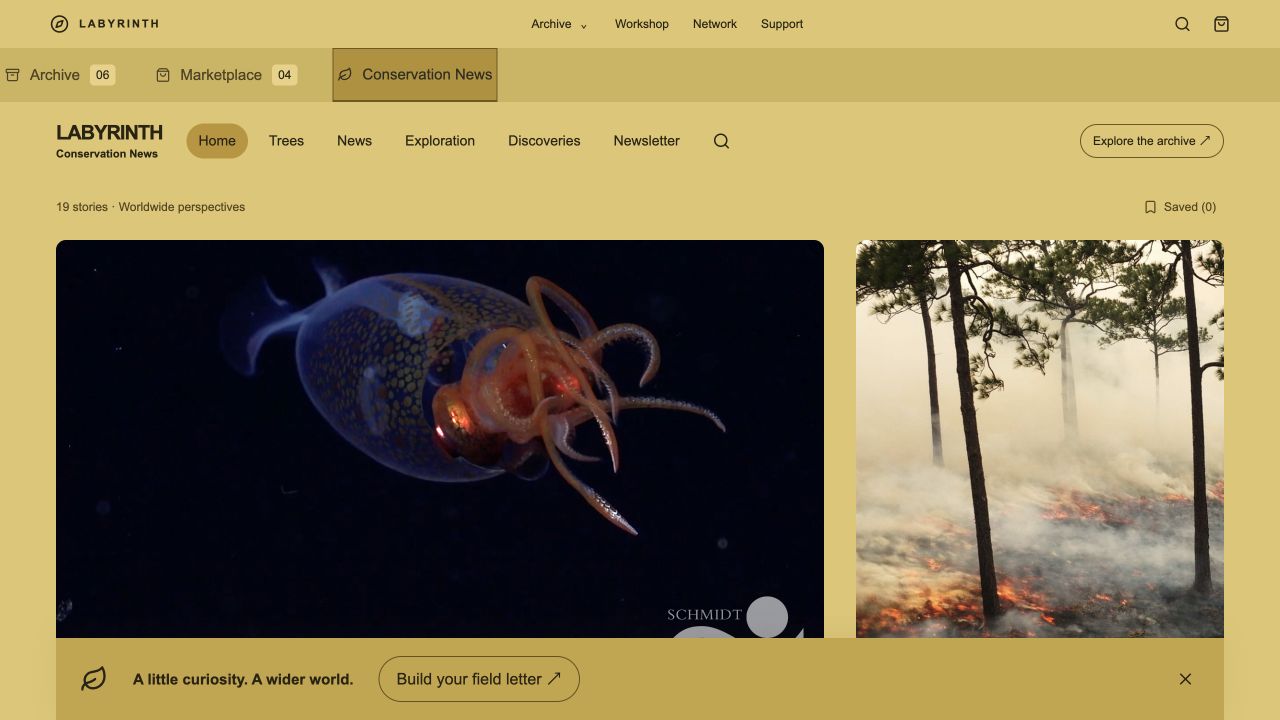 LABYRINTH
Archive
Workshop
Network
Support
Archive 06
Marketplace 04
Conservation News
LABYRINTH
Conservation News
Home
Trees
News
Exploration
Discoveries
Newsletter
Explore the archive ↗
19 stories · Worldwide perspectives
Saved (0)
SCHMIDT
A little curiosity. A wider world.
Build your field letter ↗